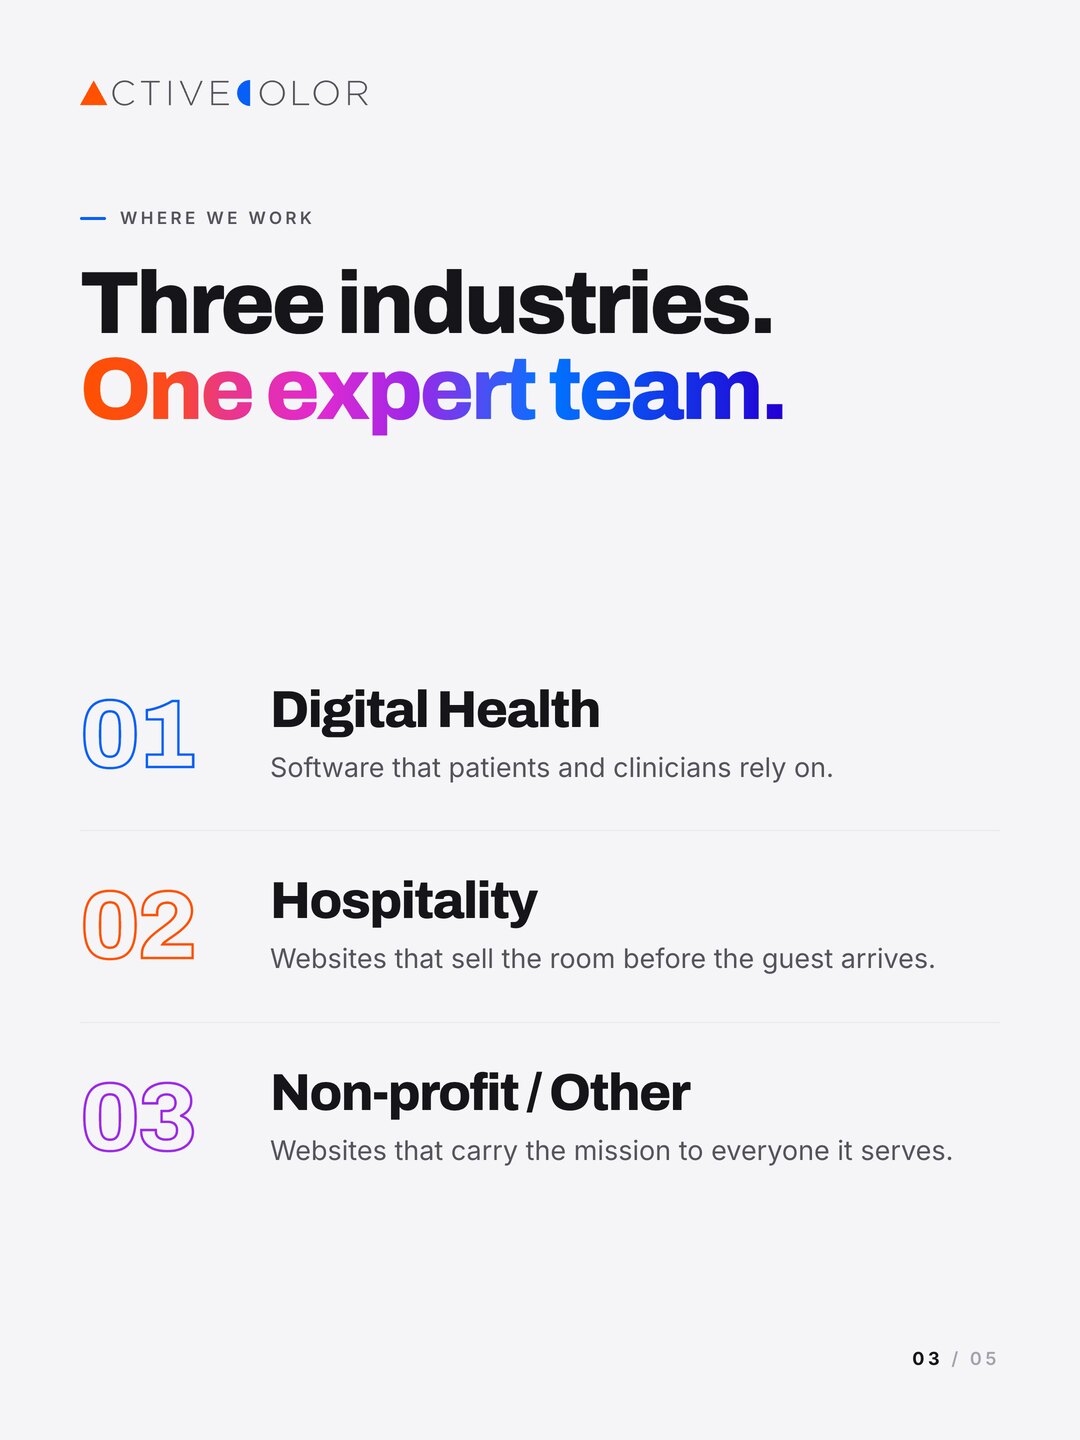 ACTIVECOLOR
WHERE WE WORK
Three industries.
One expert team.
01
Digital Health
Software that patients and clinicians rely on.
02
Hospitality
Websites that sell the room before the guest arrives.
03
Non-profit / Other
Websites that carry the mission to everyone it serves.
03 / 05